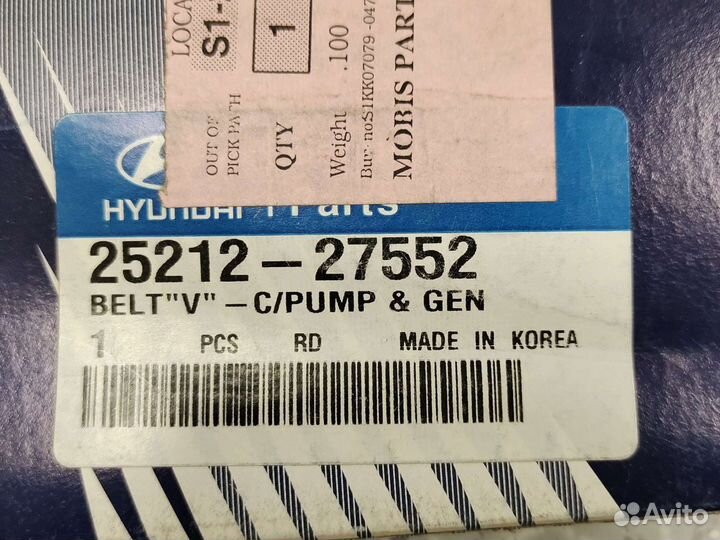 LOCA
S1-
OUT OF
PICK PATH
1
QTY
Weight .100
MOBIS PART
HYUNDAI Parts
25212-27552
BELT"V"-C/PUMP & GEN
1 PCS RD MADE IN KOREA
Avito